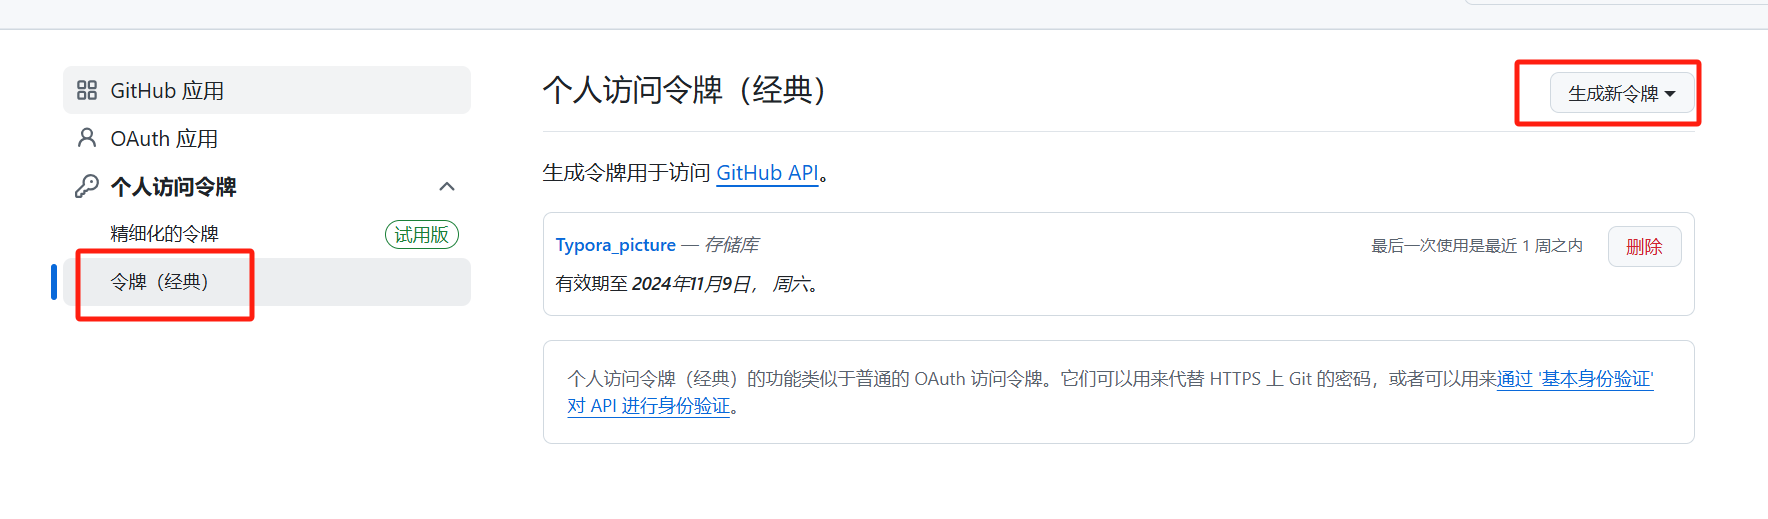 GitHub 应用
OAuth 应用
个人访问令牌
精细化的令牌 试用版
令牌（经典）
个人访问令牌（经典）
生成新令牌
生成令牌用于访问 GitHub API。
Typora_picture — 存储库
最后一次使用是最近 1 周之内
删除
有效期至 2024年11月9日， 周六。
个人访问令牌（经典）的功能类似于普通的 OAuth 访问令牌。它们可以用来代替 HTTPS 上 Git 的密码，或者可以用来通过 '基本身份验证'
对 API 进行身份验证。